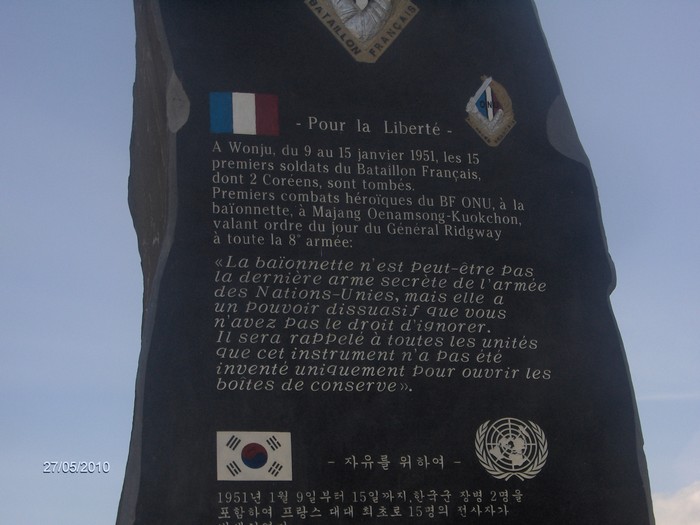 BATAILLON FRANÇAIS
- Pour la Liberté -
ONU
A Wonju, du 9 au 15 janvier 1951, les 15
premiers soldats du Bataillon Français,
dont 2 Coréens, sont tombés.
Premiers combats héroïques du BF ONU, à la
baïonnette, à Majang Oenamsong-Kuokchon,
valant ordre du jour du Général Ridgway
à toute la 8° armée:
«La baïonnette n'est peut-être pas
la dernière arme secrète de l'armée
des Nations-Unies, mais elle a
un pouvoir dissuasif que vous
n'avez pas le droit d'ignorer.
Il sera rappelé à toutes les unités
que cet instrument n'a pas été
inventé uniquement pour ouvrir les
boîtes de conserve».
- 자유를 위하여 -
1951년 1월 9일부터 15일까지,한국군 장병 2명을
포함하여 프랑스 대대 최초로 15명의 전사자가
27/05/2010